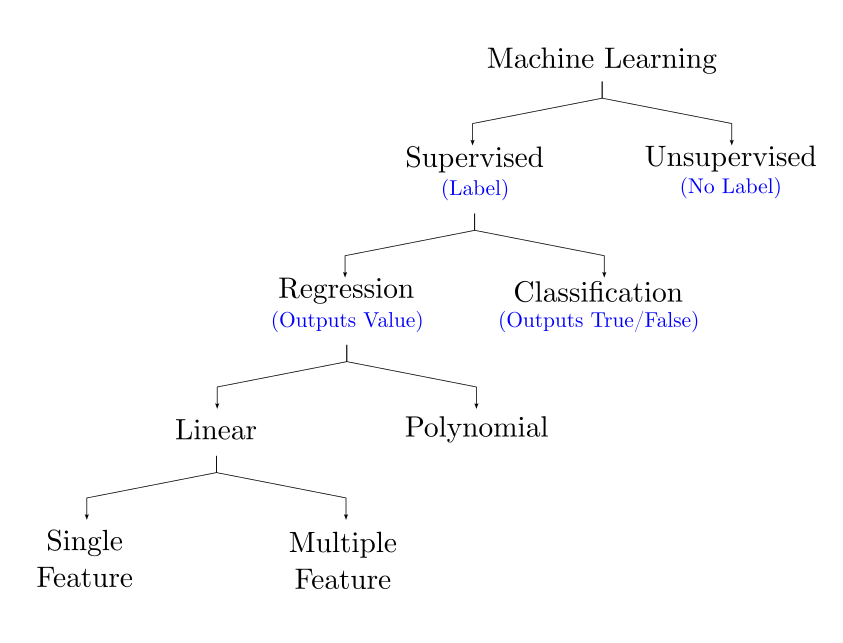 Machine Learning
Supervised
(Label)
Unsupervised
(No Label)
Regression
(Outputs Value)
Classification
(Outputs True/False)
Linear
Polynomial
Single
Feature
Multiple
Feature